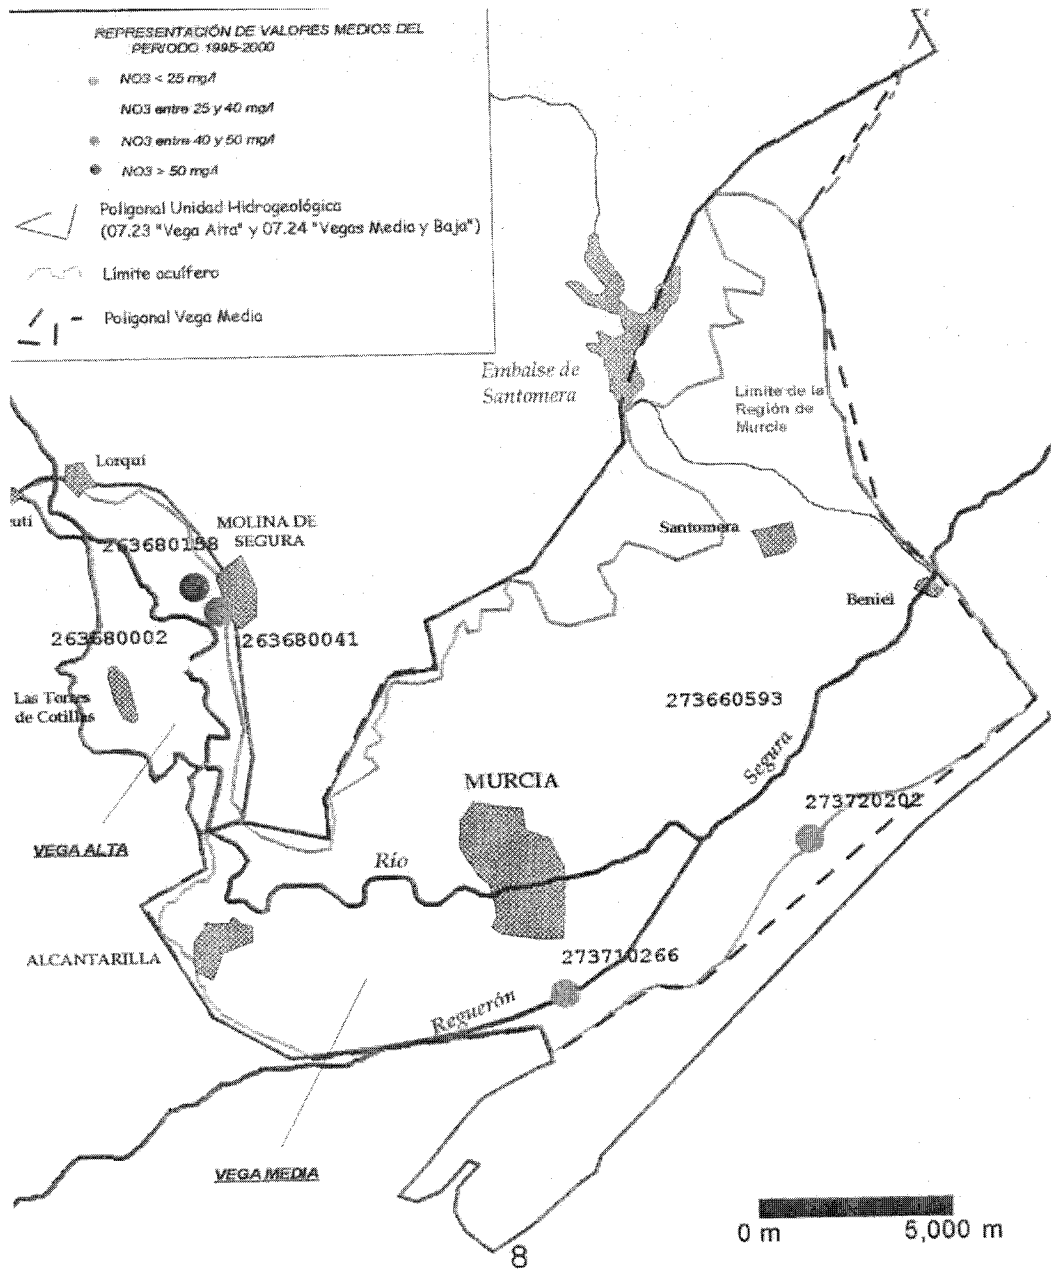 REPRESENTACIÓN DE VALORES MEDIOS DEL
PERIODO 1995-2000
NO3 < 25 mg/l
NO3 entre 25 y 40 mg/l
NO3 entre 40 y 50 mg/l
NO3 > 50 mg/l
Poligonal Unidad Hidrogeológica
(07.23 "Vega Alta" y 07.24 "Vegas Media y Baja")
Límite acuífero
Poligonal Vega Media
Embalse de
Santomera
Límite de la
Región de
Murcia
Lorquí
cutí
MOLINA DE
SEGURA
263680158
Santomera
Beniel
263680002
263680041
Las Torres
de Cotillas
273660593
Segura
MURCIA
273720202
VEGA ALTA
Río
ALCANTARILLA
273710266
Reguerón
VEGA MEDIA
0 m
5,000 m
8